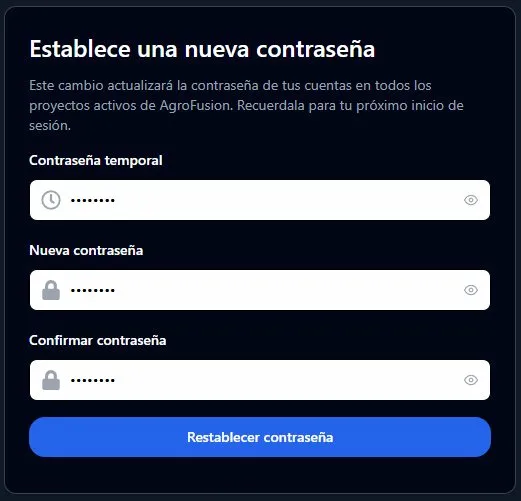 Establece una nueva contraseña
Este cambio actualizará la contraseña de tus cuentas en todos los
proyectos activos de AgroFusion. Recuerdala para tu próximo inicio de
sesión.
Contraseña temporal
••••••••
Nueva contraseña
••••••••
Confirmar contraseña
••••••••
Restablecer contraseña